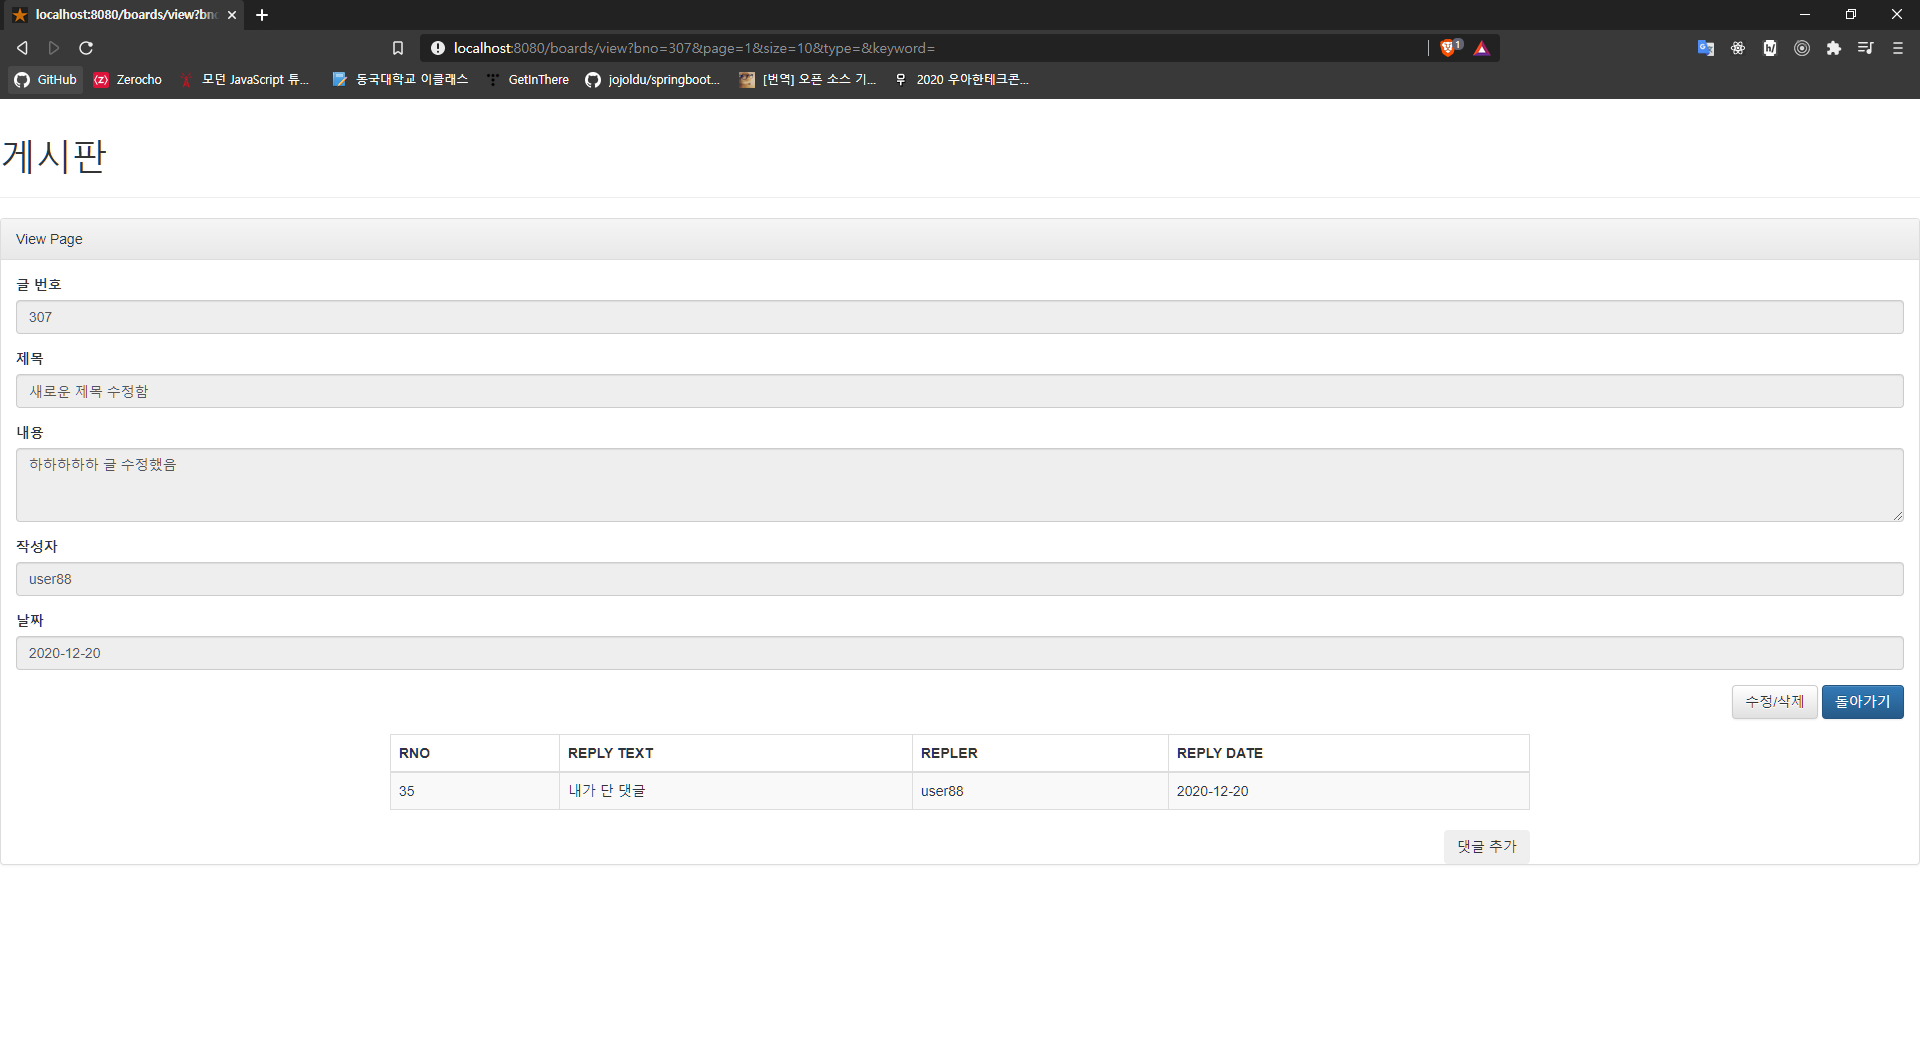 localhost:8080/boards/view?bno
localhost:8080/boards/view?bno=307&page=1&size=10&type=&keyword=
1
GitHub
Zerocho
모던 JavaScript 튜...
동국대학교 이클래스
GetInThere
jojoldu/springboot...
[번역] 오픈 소스 기...
2020 우아한테크콘...
게시판
View Page
글 번호
307
제목
새로운 제목 수정함
내용
하하하하하 글 수정했음
작성자
user88
날짜
2020-12-20
수정/삭제 돌아가기
RNO REPLY TEXT REPLER REPLY DATE
35 내가 단 댓글 user88 2020-12-20
댓글 추가